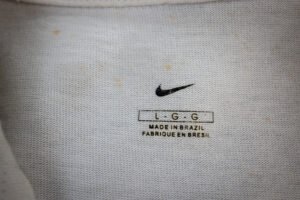 L - G - G
MADE IN BRAZIL
FABRIQUE EN BRESIL